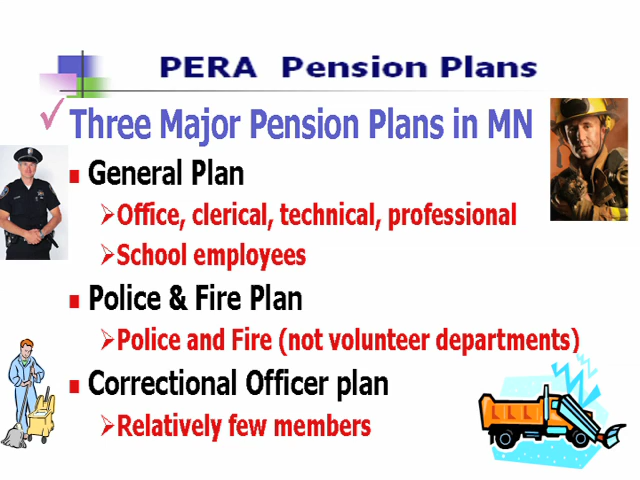 PERA Pension Plans
Three Major Pension Plans in MN
General Plan
Office, clerical, technical, professional
School employees
Police & Fire Plan
Police and Fire (not volunteer departments)
Correctional Officer plan
Relatively few members